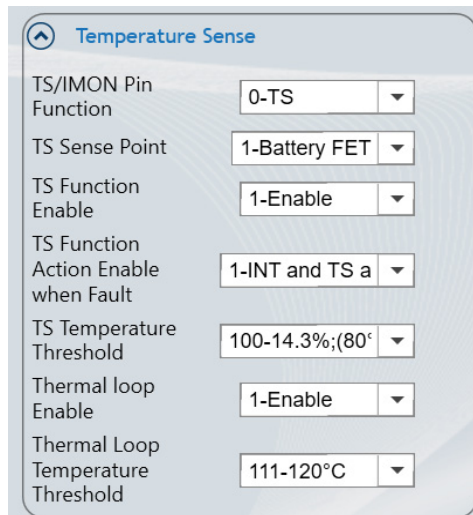 Temperature Sense
TS/IMON Pin
Function
0-TS
TS Sense Point
1-Battery FET
TS Function
Enable
1-Enable
TS Function
Action Enable
when Fault
1-INT and TS a
TS Temperature
Threshold
100-14.3%;(80°
Thermal loop
Enable
1-Enable
Thermal Loop
Temperature
Threshold
111-120°C